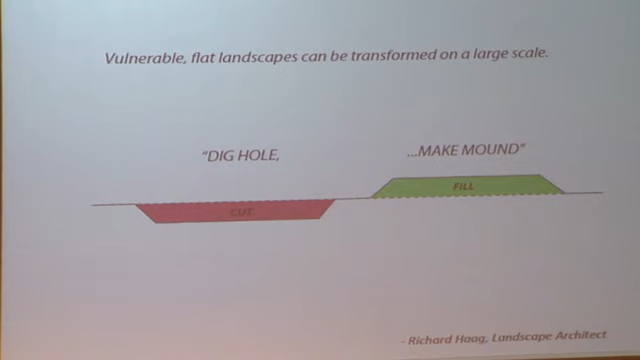 Vulnerable, flat landscapes can be transformed on a large scale.
"DIG HOLE,
...MAKE MOUND"
FILL
CUT
- Richard Haag, Landscape Architect